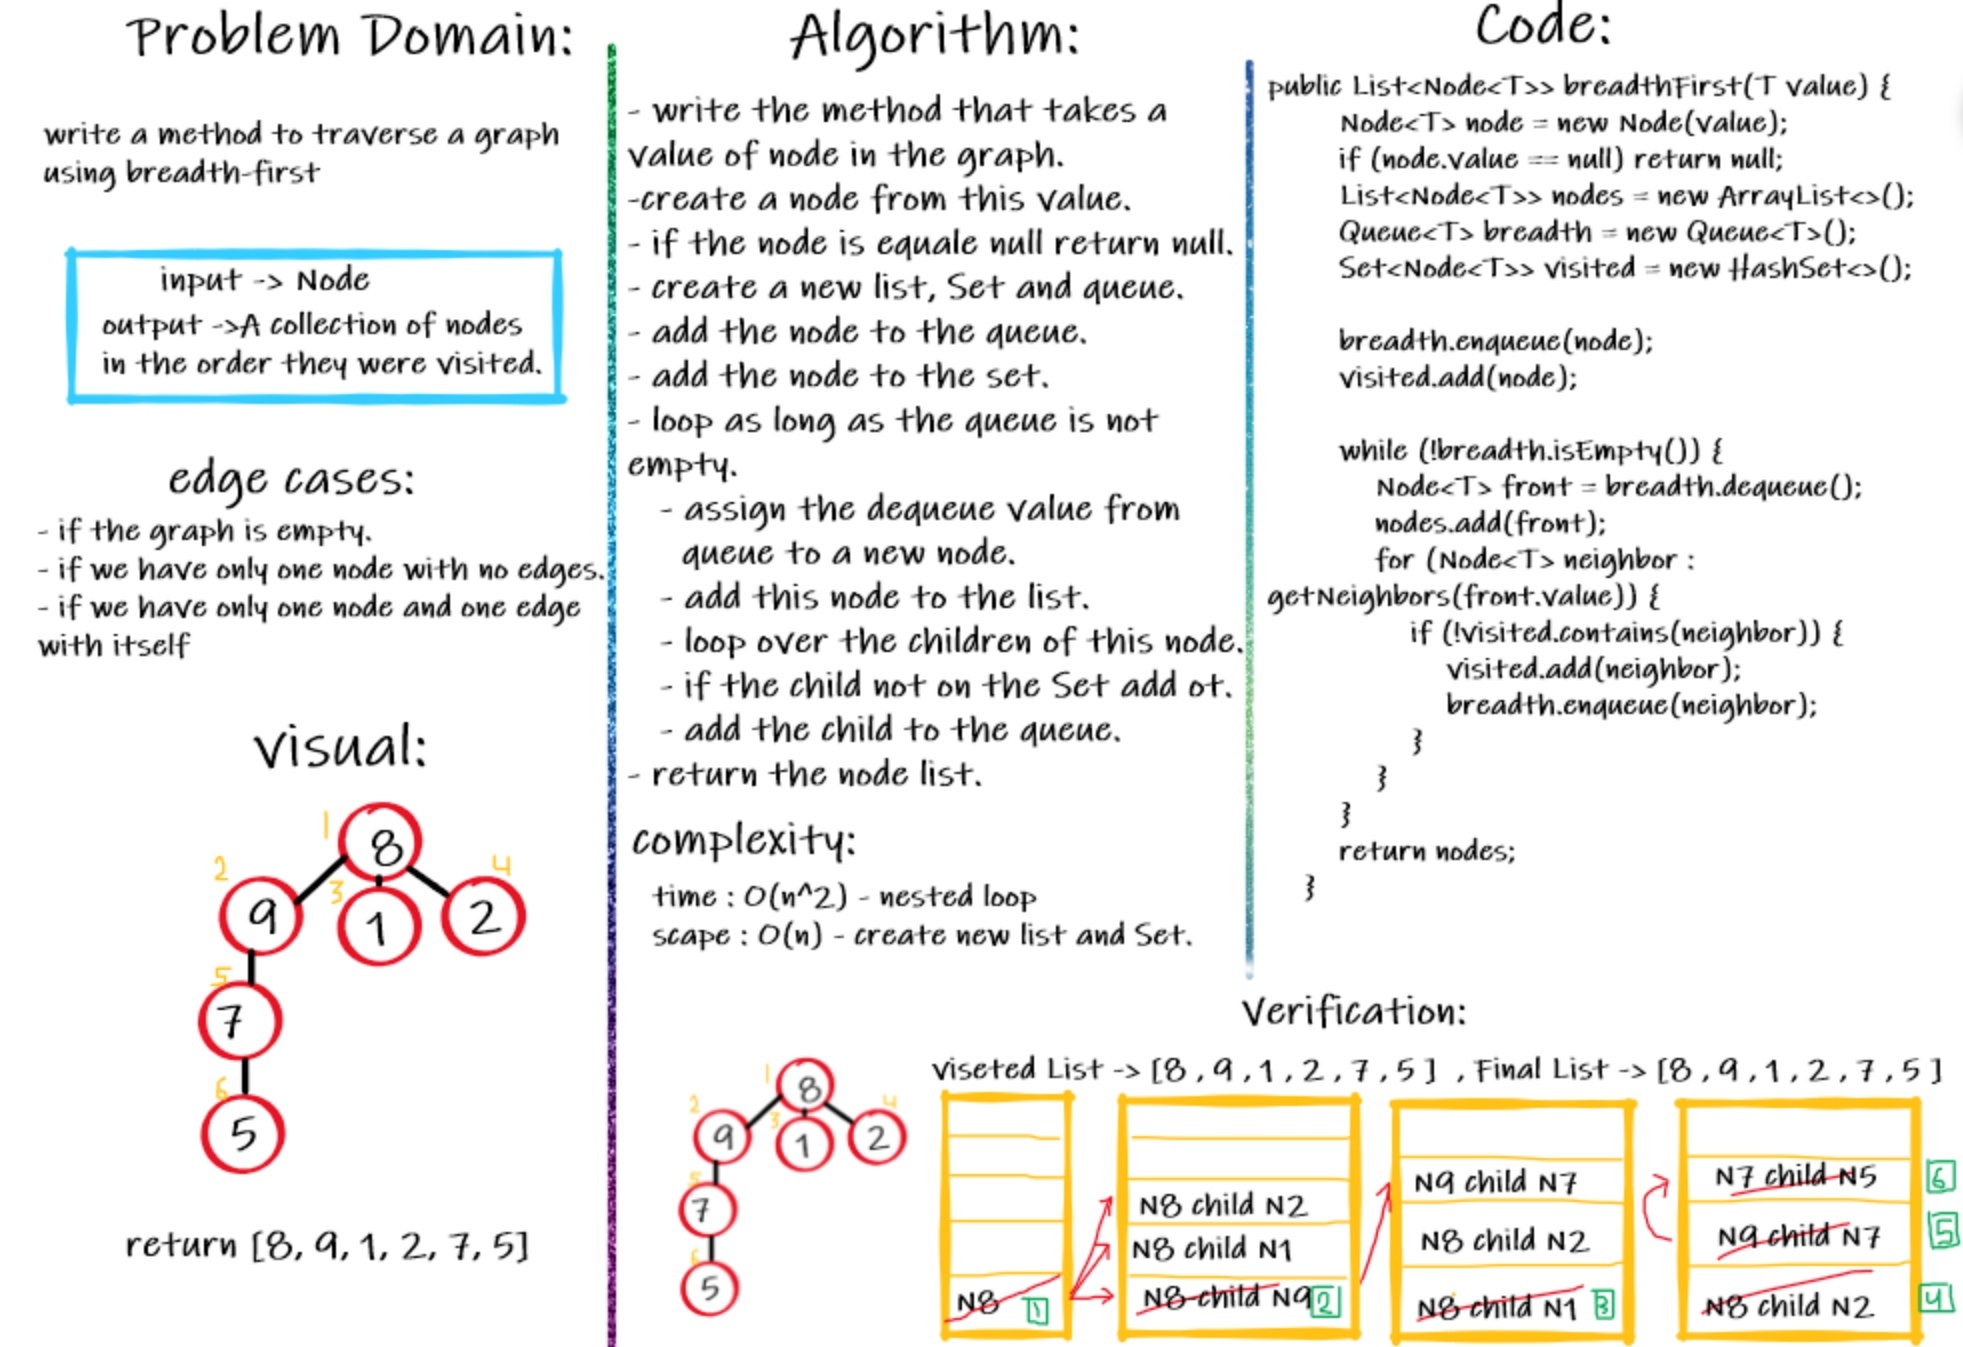 Problem Domain:
write a method to traverse a graph
using breadth-first
input -> Node
output ->A collection of nodes
in the order they were visited.
edge cases:
- if the graph is empty.
- if we have only one node with no edges.
- if we have only one node and one edge
with itself
visual:
1
8
2
3
4
9
1
2
5
7
6
5
return [8, 9, 1, 2, 7, 5]
Algorithm:
- write the method that takes a
value of node in the graph.
-create a node from this value.
- if the node is equale null return null.
- create a new list, Set and queue.
- add the node to the queue.
- add the node to the set.
- loop as long as the queue is not
empty.
- assign the dequeue value from
queue to a new node.
- add this node to the list.
- loop over the children of this node.
- if the child not on the Set add ot.
- add the child to the queue.
- return the node list.
complexity:
time : O(n^2) - nested loop
scape : O(n) - create new list and Set.
Code:
public List<Node<T>> breadthFirst(T value) {
Node<T> node = new Node(value);
if (node.value == null) return null;
List<Node<T>> nodes = new ArrayList<>();
Queue<T> breadth = new Queue<T>();
Set<Node<T>> visited = new HashSet<>();
breadth.enqueue(node);
visited.add(node);
while (!breadth.isEmpty()) {
Node<T> front = breadth.dequeue();
nodes.add(front);
for (Node<T> neighbor :
getNeighbors(front.value)) {
if (!visited.contains(neighbor)) {
visited.add(neighbor);
breadth.enqueue(neighbor);
}
}
}
return nodes;
}
Verification:
viseted List -> [8 , 9 , 1 , 2 , 7 , 5 ] , Final List -> [8 , 9 , 1 , 2 , 7 , 5 ]
1
8
2
3
4
9
1
2
5
7
6
5
N8
1
N8 child N2
N8 child N1
N8 child N9
2
N9 child N7
N8 child N2
N8 child N1
3
N7 child N5
6
N9 child N7
5
N8 child N2
4